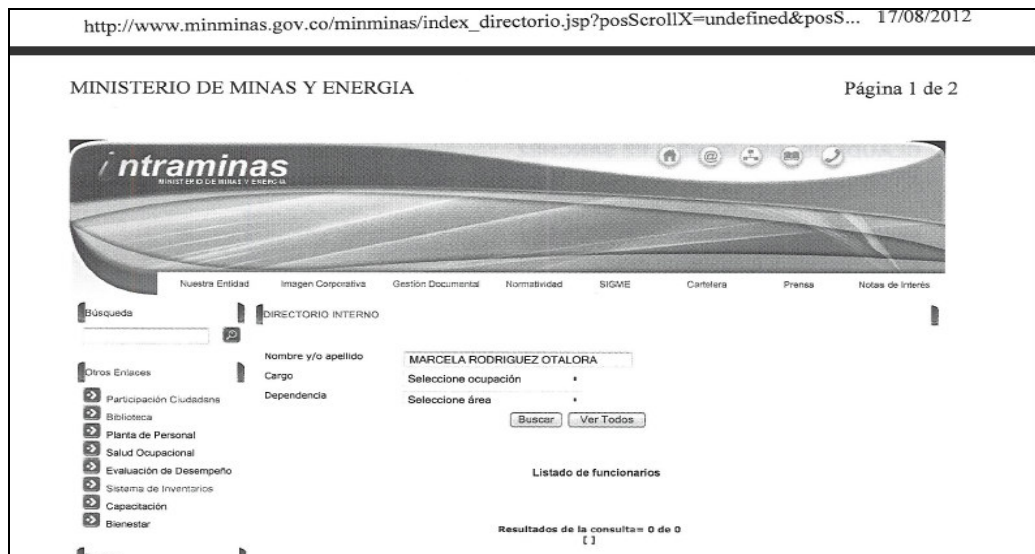 http://www.minminas.gov.co/minminas/index_directorio.jsp?posScrollX=undefined&posS... 17/08/2012
MINISTERIO DE MINAS Y ENERGIA Página 1 de 2
intraminas
MINISTERIO DE MINAS Y ENERGIA
Nuestra Entidad Imagen Corporativa Gestión Documental Normatividad SIGME Cartelera Prensa Notas de Interés
Búsqueda
DIRECTORIO INTERNO
Nombre y/o apellido MARCELA RODRIGUEZ OTALORA
Cargo Seleccione ocupación
Dependencia Seleccione área
Buscar Ver Todos
Otros Enlaces
Participación Ciudadana
Biblioteca
Planta de Personal
Salud Ocupacional
Evaluación de Desempeño
Sistema de Inventarios
Capacitación
Bienestar
Listado de funcionarios
Resultados de la consulta= 0 de 0
[ ]